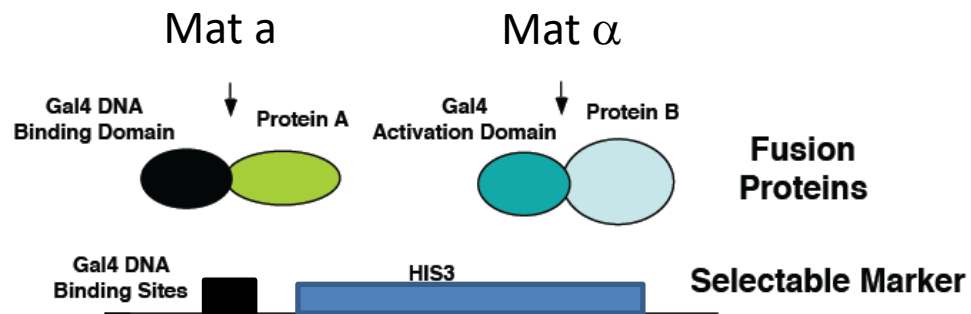 Mat a
Mat α
Gal4 DNA
Binding Domain
Protein A
Gal4
Activation Domain
Protein B
Fusion
Proteins
Gal4 DNA
Binding Sites
HIS3
Selectable Marker